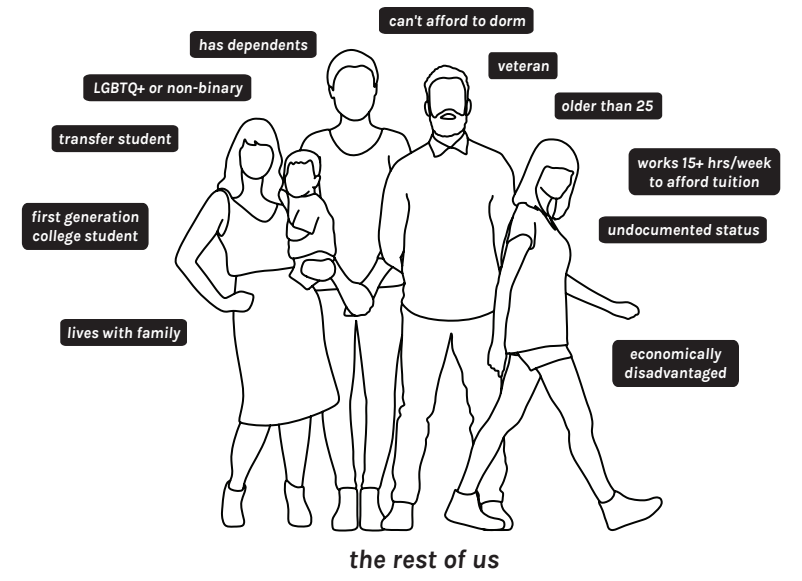 can't afford to dorm
has dependents
veteran
LGBTQ+ or non-binary
older than 25
transfer student
works 15+ hrs/week
to afford tuition
first generation
college student
undocumented status
lives with family
economically
disadvantaged
the rest of us